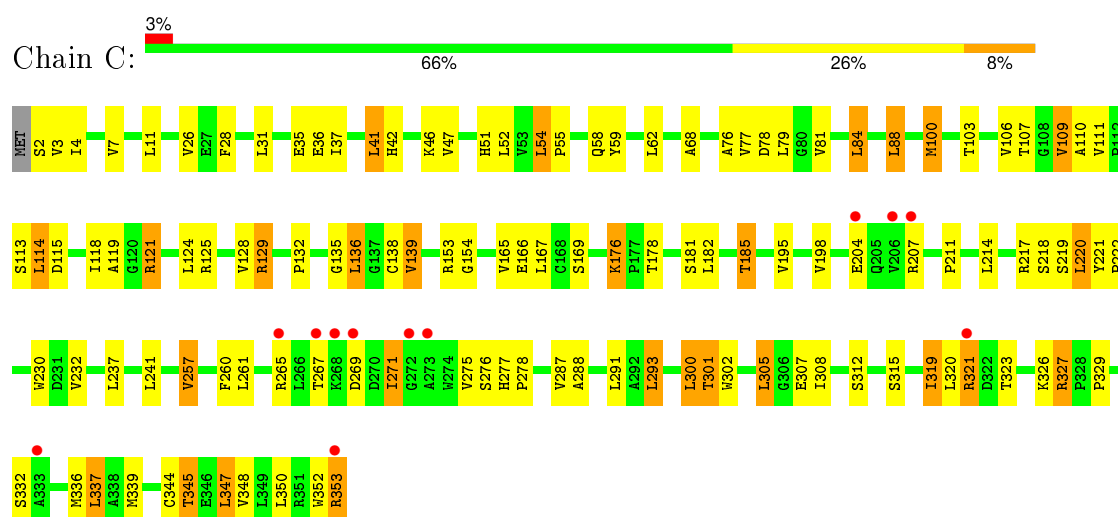 3%
Chain C:
66% 26% 8%
MET S2 V3 I4 V7 L11 V26 E27 F28 L31 E35 E36 I37 L41 H42 K46 V47 H51 L52 V53 L54 P55 Q58 Y59 L62 A68 A76 V77 D78 L79 G80 V81 L84 L88 M100 T103 V106 T107 G108 V109 A110 V111 P112
S113 L114 D115 I118 A119 G120 R121 L124 R125 V128 R129 P132 G135 L136 G137 C138 V139 R153 G154 V165 E166 L167 C168 S169 K176 P177 T178 S181 L182 T185 V195 V198 E204 Q205 V206 R207 P211 L214 R217 S218 S219 L220 Y221 P222
W230 D231 V232 L237 L241 V257 F260 L261 R265 L266 T267 K268 D269 D270 I271 G272 A273 W274 V275 S276 H277 P278 V287 A288 L291 A292 L293 L300 T301 W302 L305 G306 E307 I308 S312 S315 I319 L320 R321 D322 T323 K326 R327 P328 P329
S332 A333 M336 L337 A338 M339 C344 T345 E346 L347 V348 L349 L350 R351 W352 R353